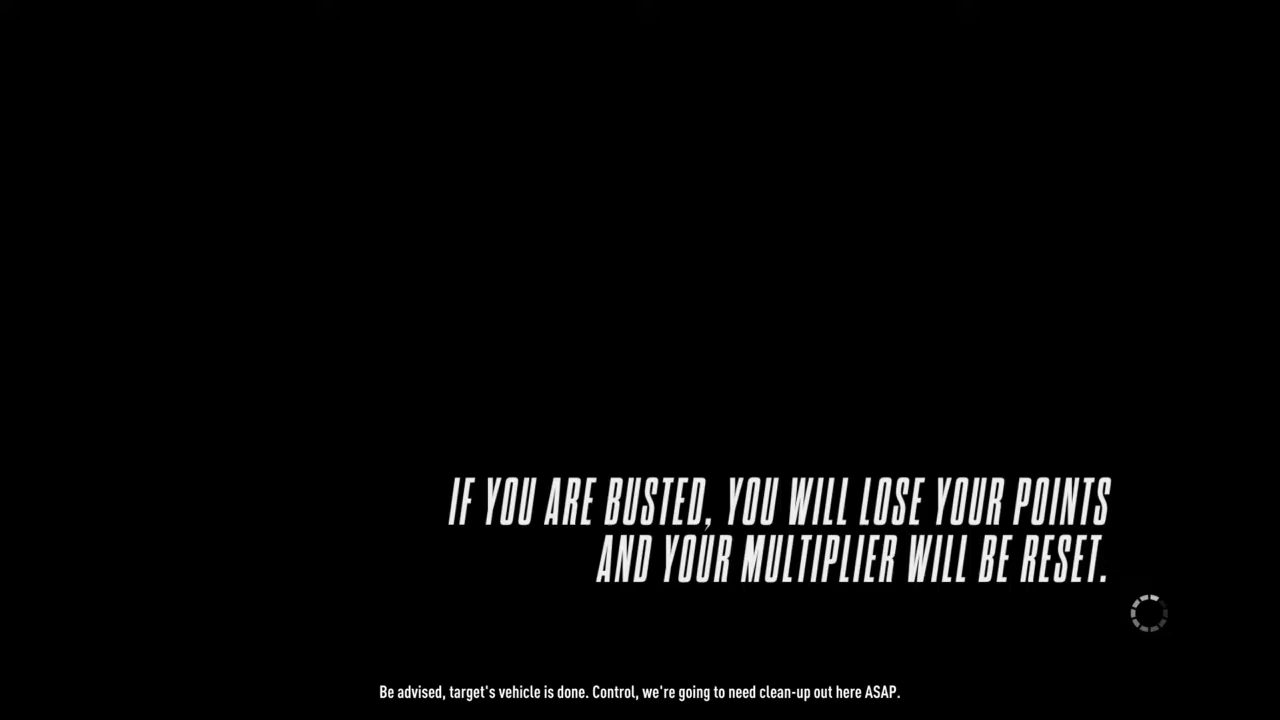 IF YOU ARE BUSTED, YOU WILL LOSE YOUR POINTS
AND YOUR MULTIPLIER WILL BE RESET.
Be advised, target's vehicle is done. Control, we're going to need clean-up out here ASAP.